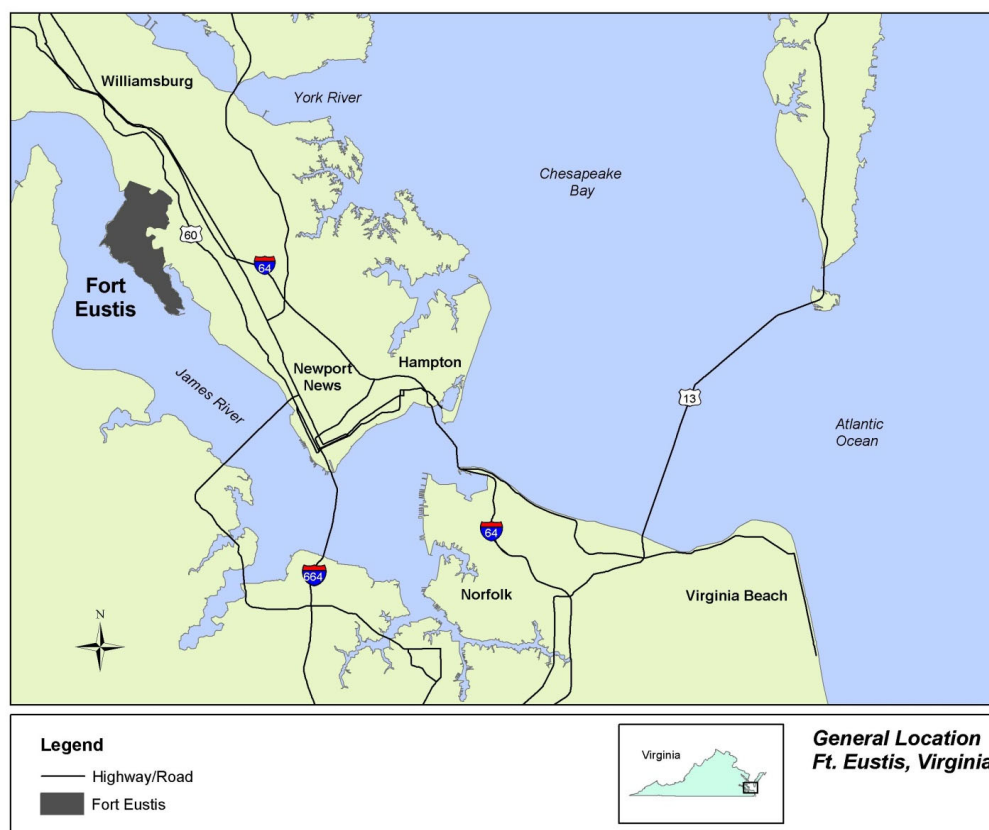 Williamsburg
York River
Chesapeake
Bay
60
64
Fort
Eustis
Hampton
Newport
News
James River
13
Atlantic
Ocean
64
664
Norfolk
Virginia Beach
N
Legend
Highway/Road
Fort Eustis
Virginia
General Location
Ft. Eustis, Virginia